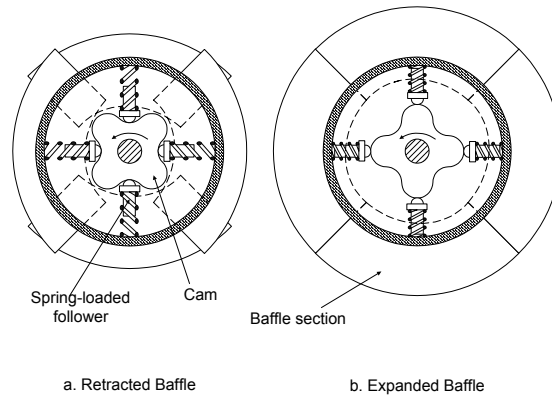 Spring-loaded
follower
Cam
Baffle section
a. Retracted Baffle
b. Expanded Baffle